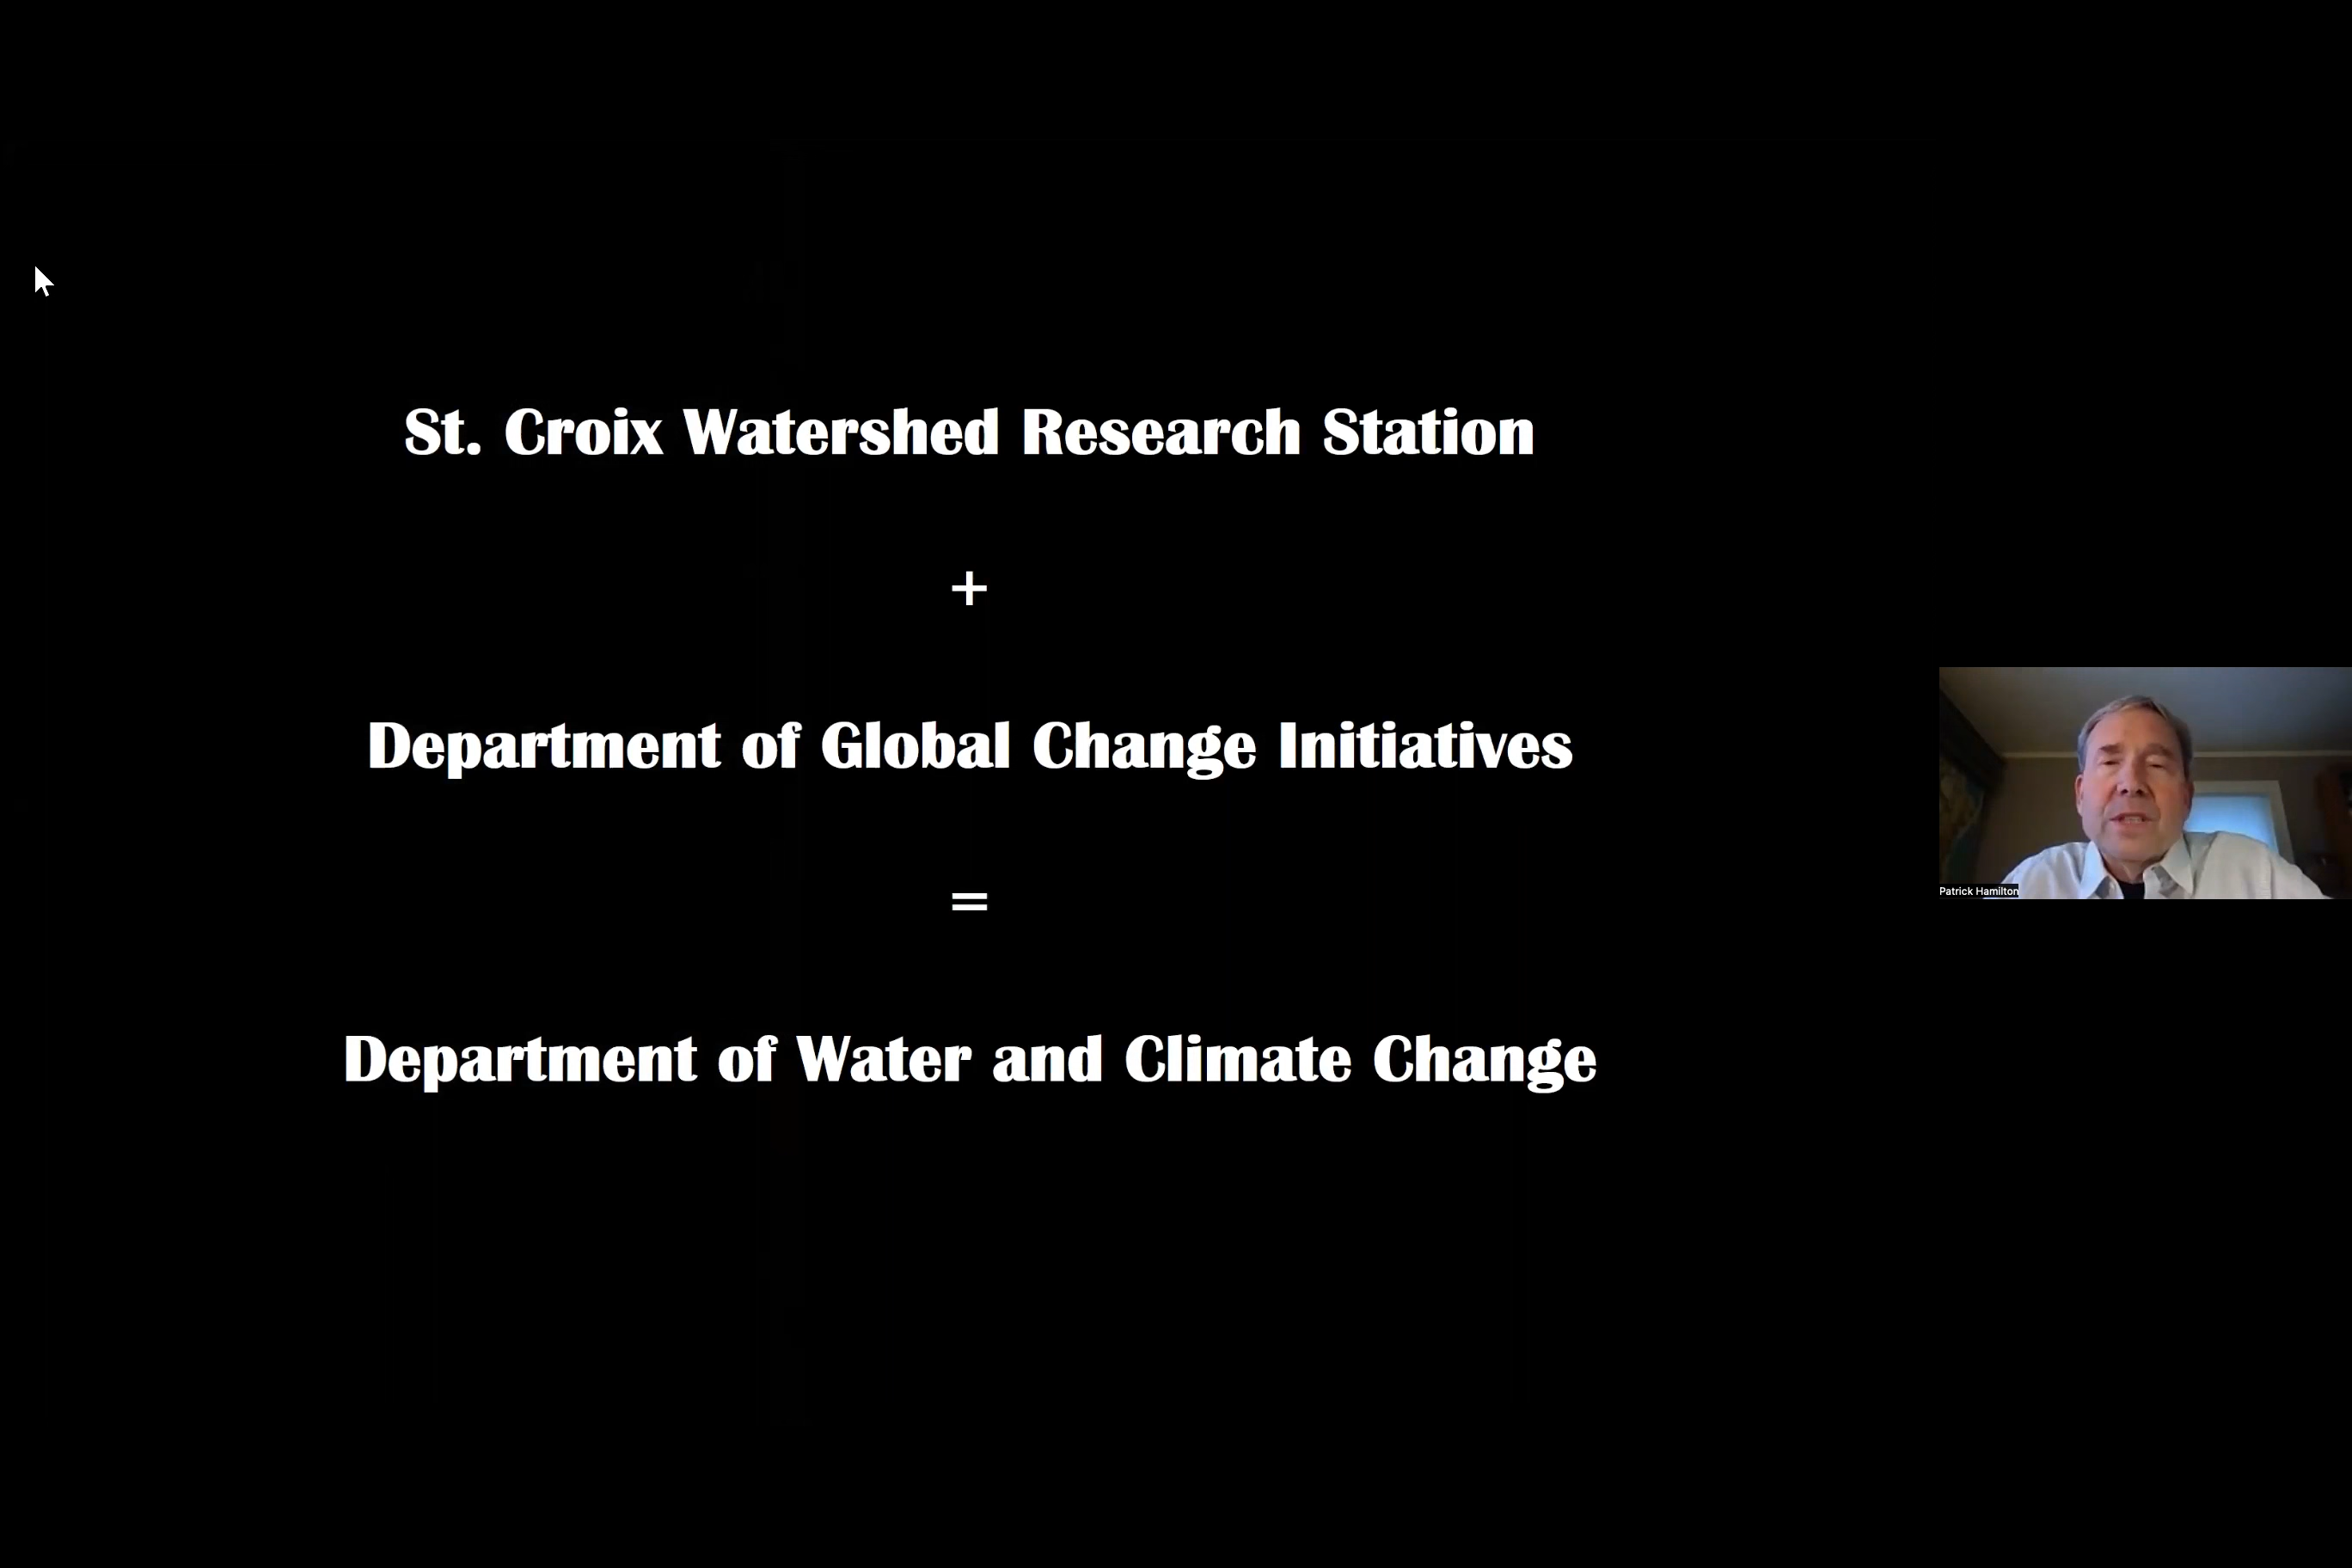 St. Croix Watershed Research Station
+
Department of Global Change Initiatives
=
Department of Water and Climate Change
Patrick Hamilton